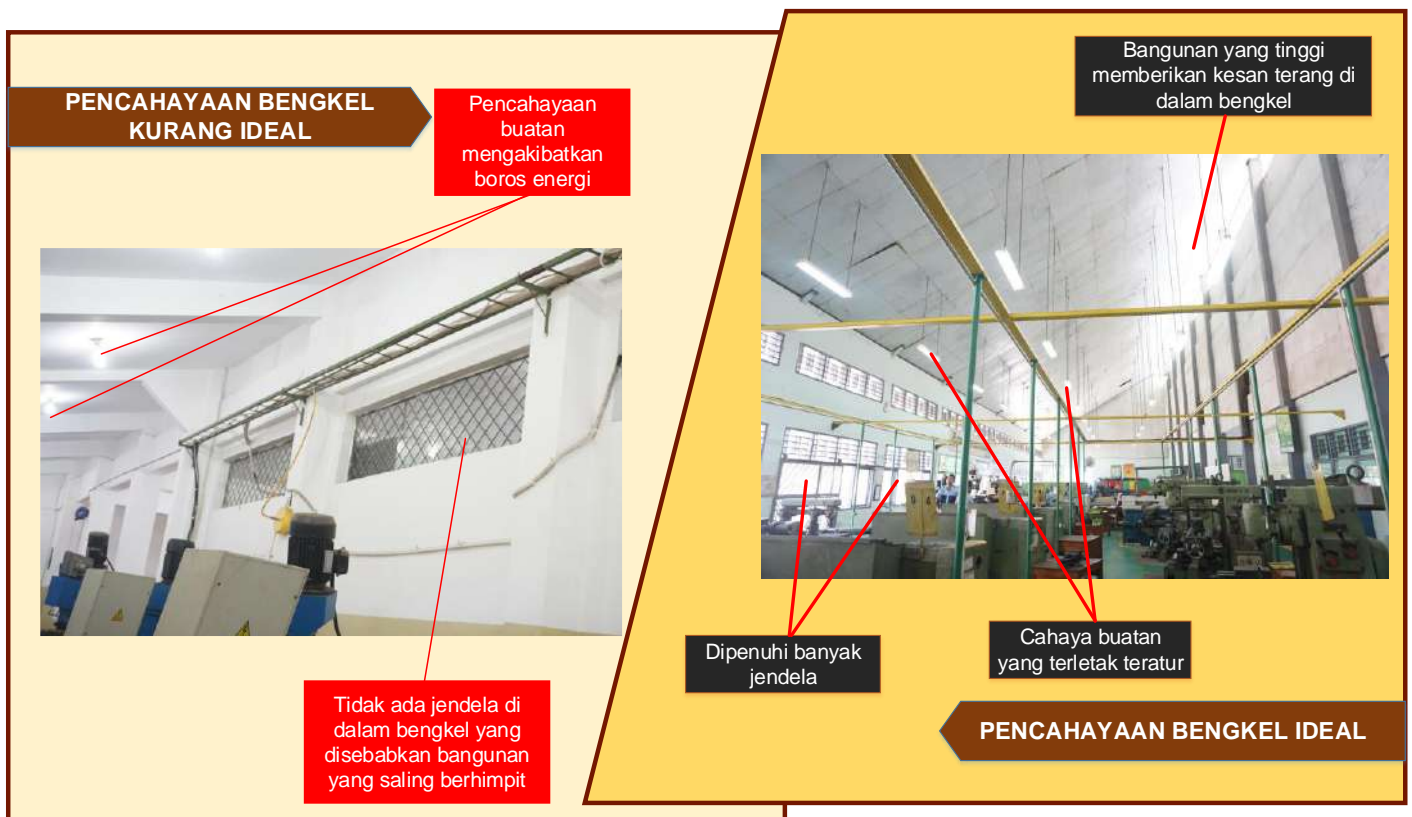 PENCAHAYAAN BENGKEL
KURANG IDEAL
Pencahayaan
buatan
mengakibatkan
boros energi
Tidak ada jendela di
dalam bengkel yang
disebabkan bangunan
yang saling berhimpit
Bangunan yang tinggi
memberikan kesan terang di
dalam bengkel
Dipenuhi banyak
jendela
Cahaya buatan
yang terletak teratur
PENCAHAYAAN BENGKEL IDEAL